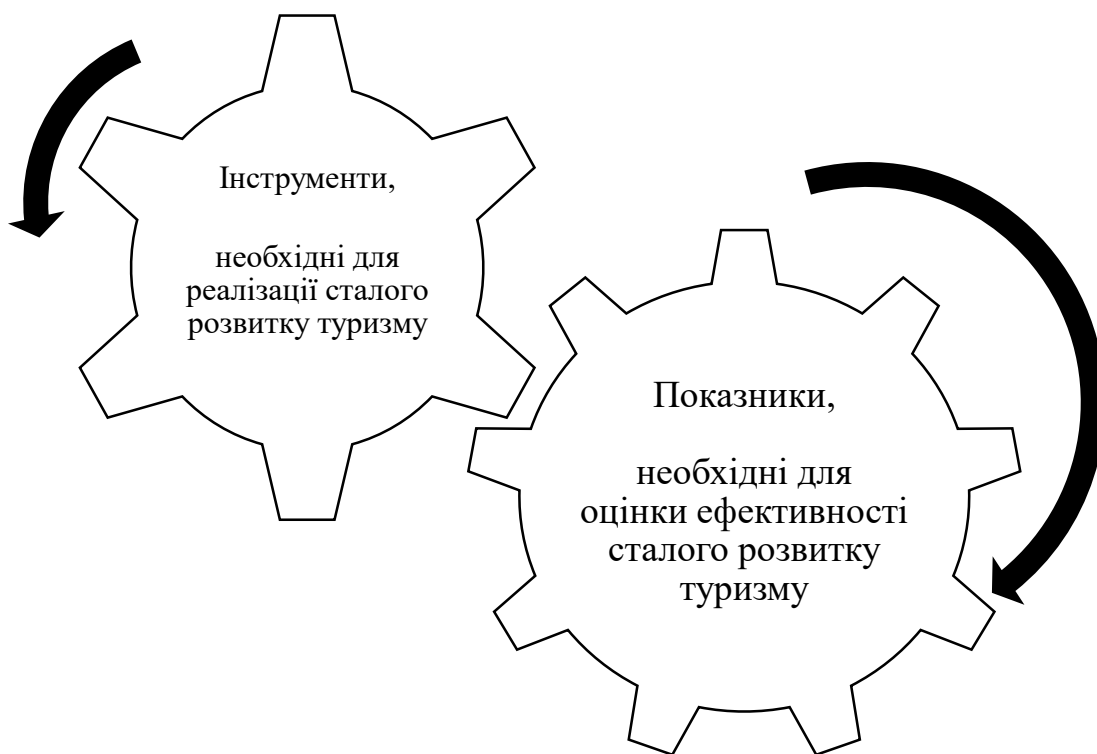 Інструменти,
необхідні для
реалізації сталого
розвитку туризму
Показники,
необхідні для
оцінки ефективності
сталого розвитку
туризму